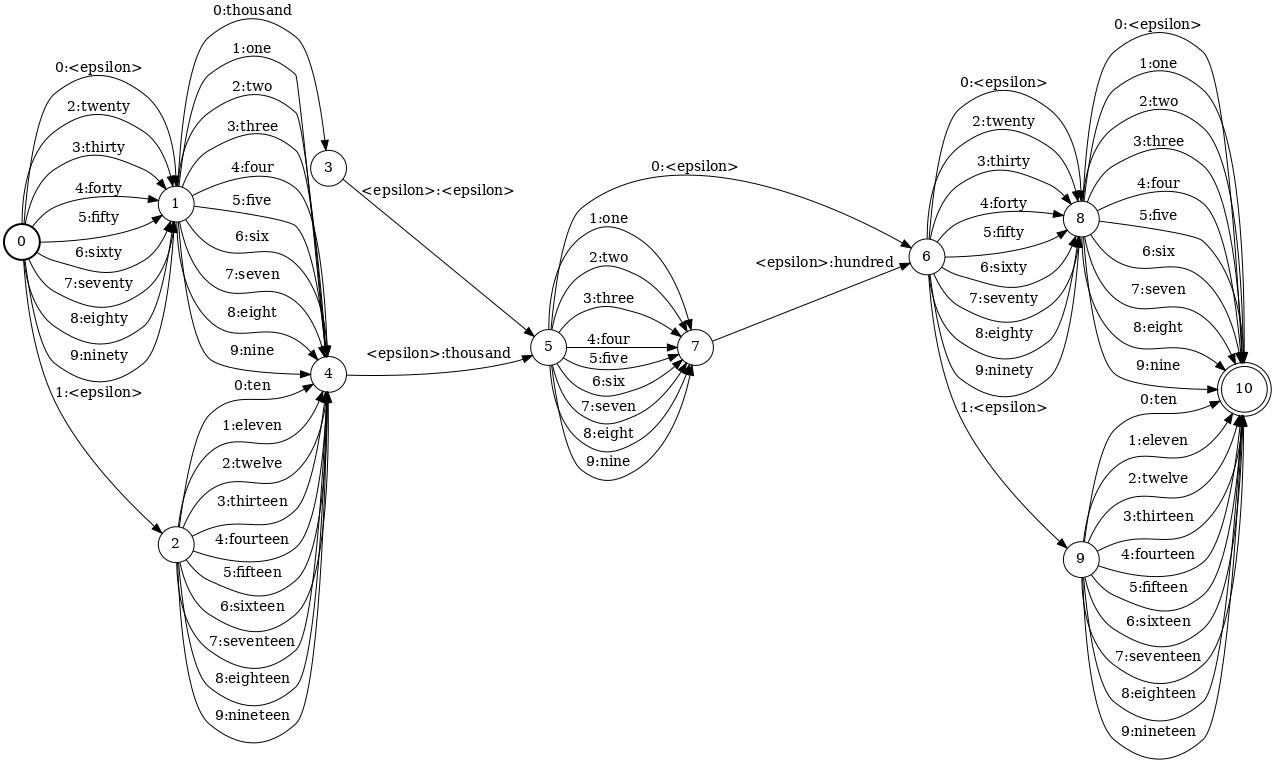 0
0:<epsilon>
2:twenty
3:thirty
4:forty
5:fifty
6:sixty
7:seventy
8:eighty
9:ninety
1:<epsilon>
1
0:thousand
1:one
2:two
3:three
4:four
5:five
6:six
7:seven
8:eight
9:nine
2
0:ten
1:eleven
2:twelve
3:thirteen
4:fourteen
5:fifteen
6:sixteen
7:seventeen
8:eighteen
9:nineteen
3
<epsilon>:<epsilon>
4
<epsilon>:thousand
5
0:<epsilon>
1:one
2:two
3:three
4:four
5:five
6:six
7:seven
8:eight
9:nine
7
<epsilon>:hundred
6
0:<epsilon>
2:twenty
3:thirty
4:forty
5:fifty
6:sixty
7:seventy
8:eighty
9:ninety
1:<epsilon>
8
0:<epsilon>
1:one
2:two
3:three
4:four
5:five
6:six
7:seven
8:eight
9:nine
9
0:ten
1:eleven
2:twelve
3:thirteen
4:fourteen
5:fifteen
6:sixteen
7:seventeen
8:eighteen
9:nineteen
10